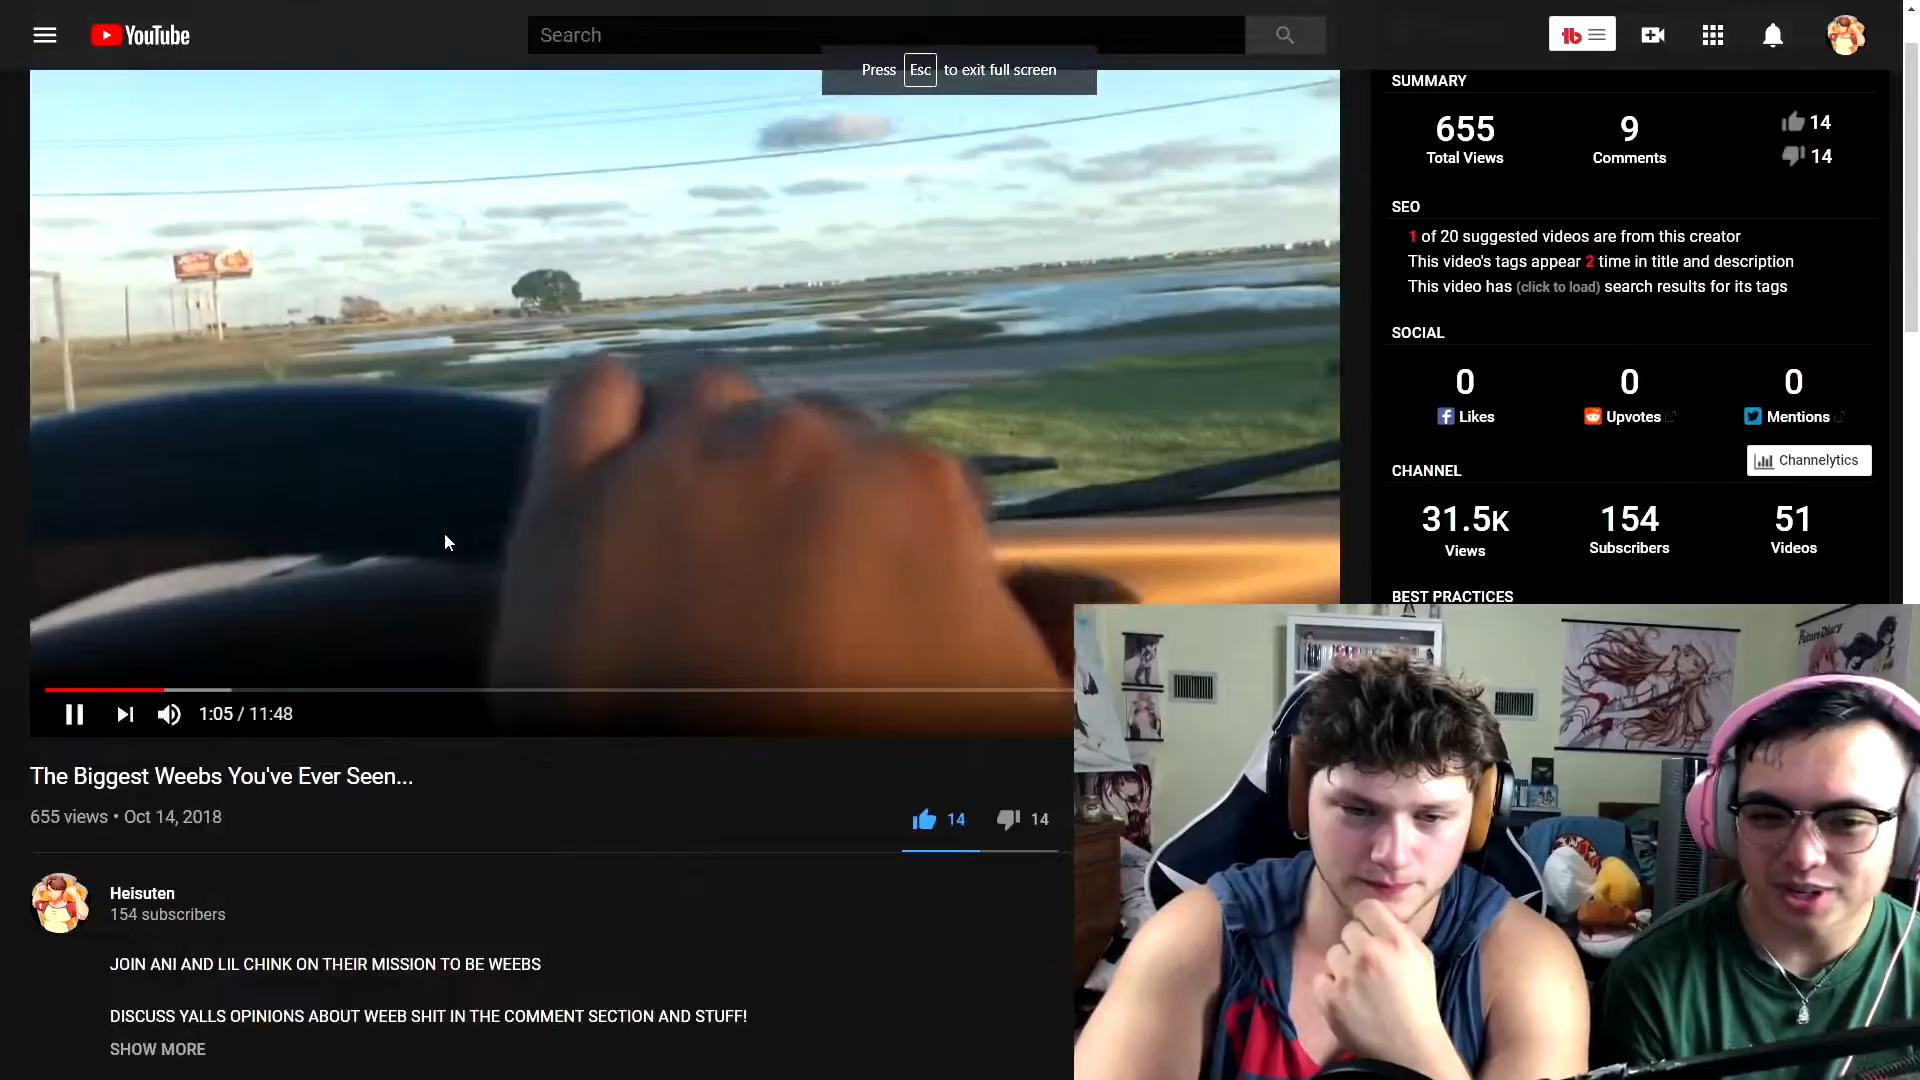 YouTube
Search
Press Esc to exit full screen
SUMMARY
655
Total Views
9
Comments
14
14
SEO
1 of 20 suggested videos are from this creator
This video's tags appear 2 time in title and description
This video has (click to load) search results for its tags
SOCIAL
0
Likes
0
Upvotes
0
Mentions
CHANNEL
Channelytics
31.5K
Views
154
Subscribers
51
Videos
BEST PRACTICES
1:05 / 11:48
The Biggest Weebs You've Ever Seen...
655 views • Oct 14, 2018
14
14
Heisuten
154 subscribers
JOIN ANI AND LIL CHINK ON THEIR MISSION TO BE WEEBS
DISCUSS YALLS OPINIONS ABOUT WEEB SHIT IN THE COMMENT SECTION AND STUFF!
SHOW MORE
Future Diary